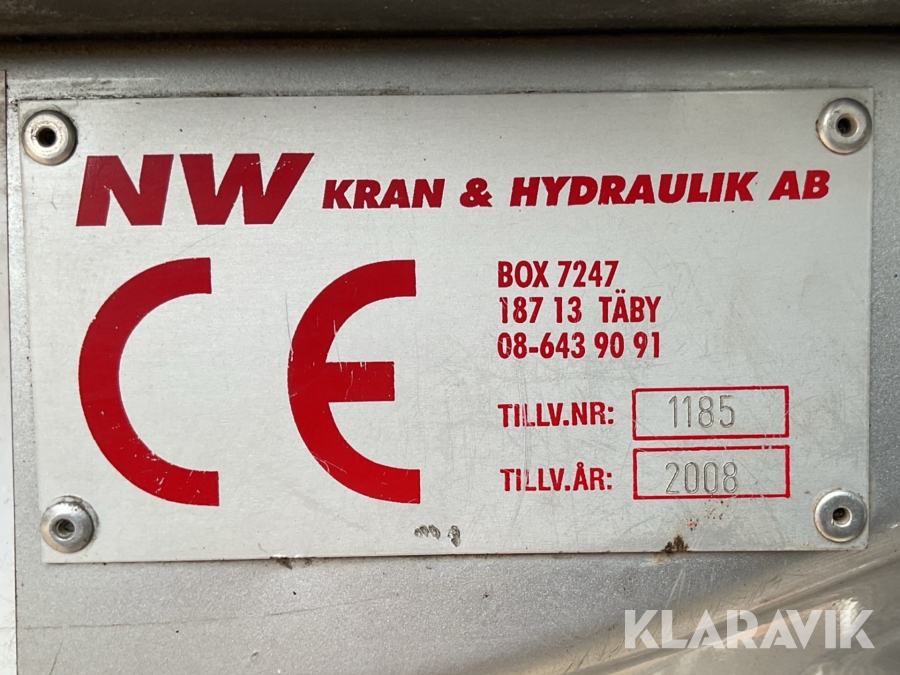 NW KRAN & HYDRAULIK AB
CE
BOX 7247
187 13 TÄBY
08-643 90 91
TILLV.NR: 1185
TILLV.ÅR: 2008
KLARAVIK